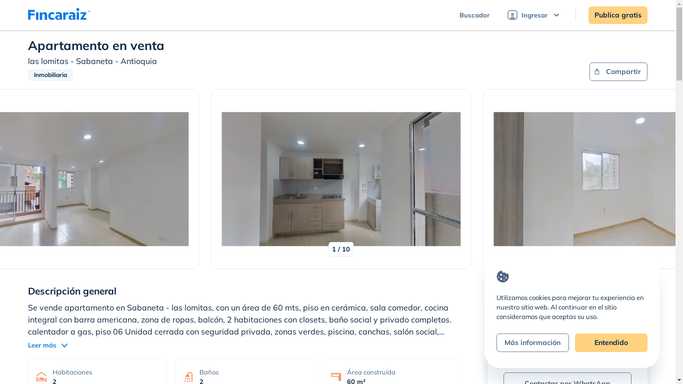 Fincaraiz
Buscador
Ingresar
Publica gratis
Apartamento en venta
las lomitas - Sabaneta - Antioquia
Inmobiliaria
Compartir
1 / 10
Descripción general
Se vende apartamento en Sabaneta - las lomitas, con un área de 60 mts, piso en cerámica, sala comedor, cocina
integral con barra americana, zona de ropas, balcón, 2 habitaciones con closets, baño social y privado completos.
calentador a gas, piso 06 Unidad cerrada con seguridad privada, zonas verdes, piscina, canchas, salón social,...
Leer más
Habitaciones
2
Baños
2
Área construida
60 m²
Utilizamos cookies para mejorar tu experiencia en
nuestro sitio web. Al continuar en el sitio
consideramos que aceptas su uso.
Más información
Entendido
Contactar por WhatsApp